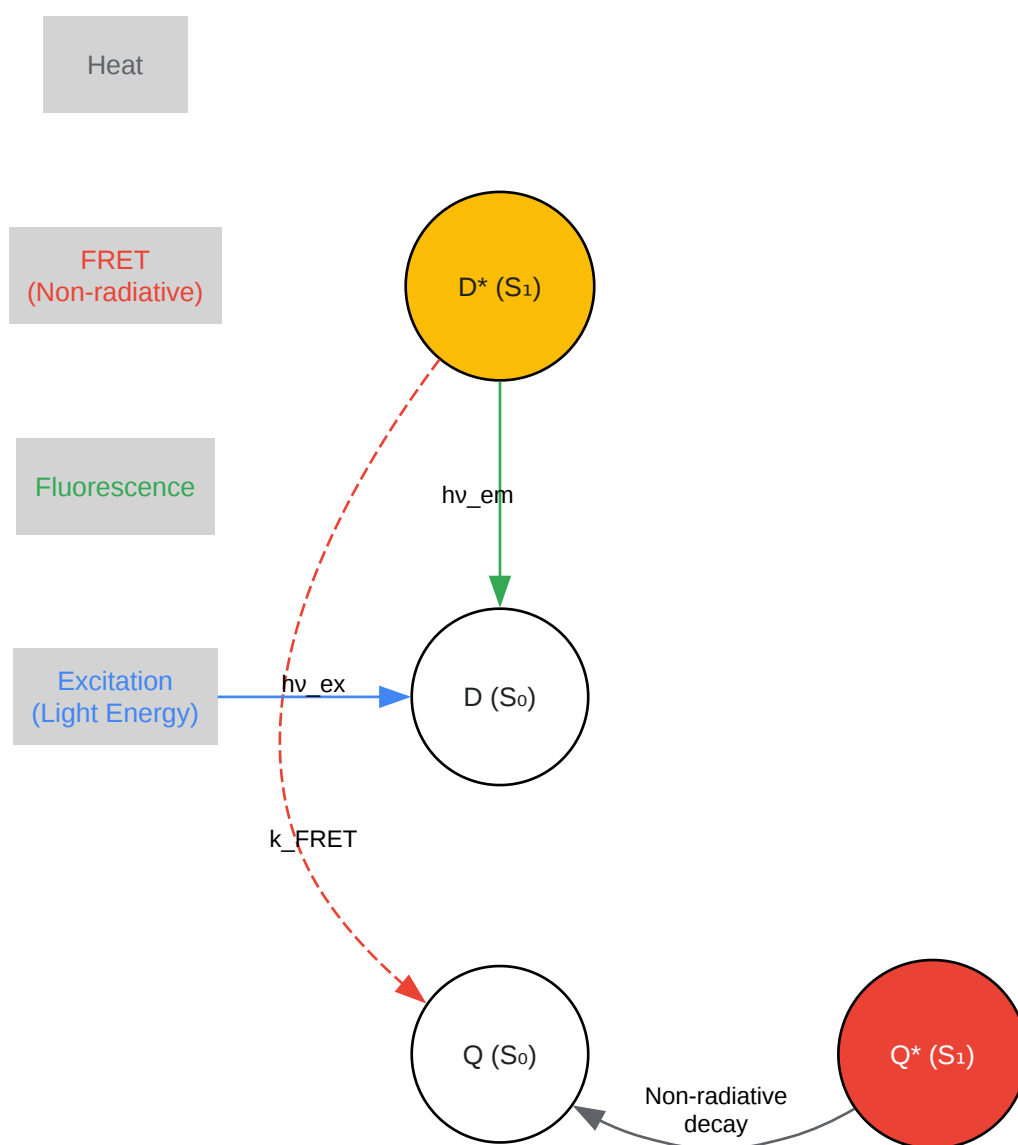 Heat
FRET
(Non-radiative)
D* (S₁)
Fluorescence
hν_em
Excitation
(Light Energy)
hν_ex
D (S₀)
k_FRET
Q (S₀)
Q* (S₁)
Non-radiative
decay